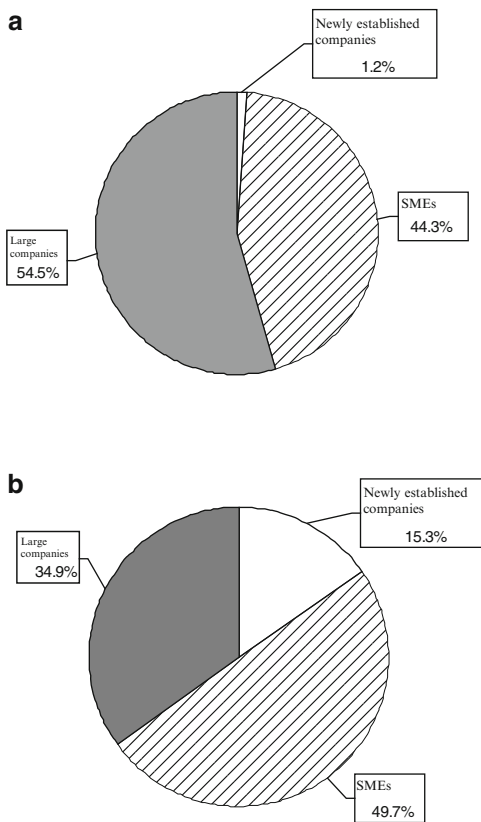 a
Newly established
companies
1.2%
SMEs
44.3%
Large
companies
54.5%
b
Newly established
companies
15.3%
Large
companies
34.9%
SMEs
49.7%